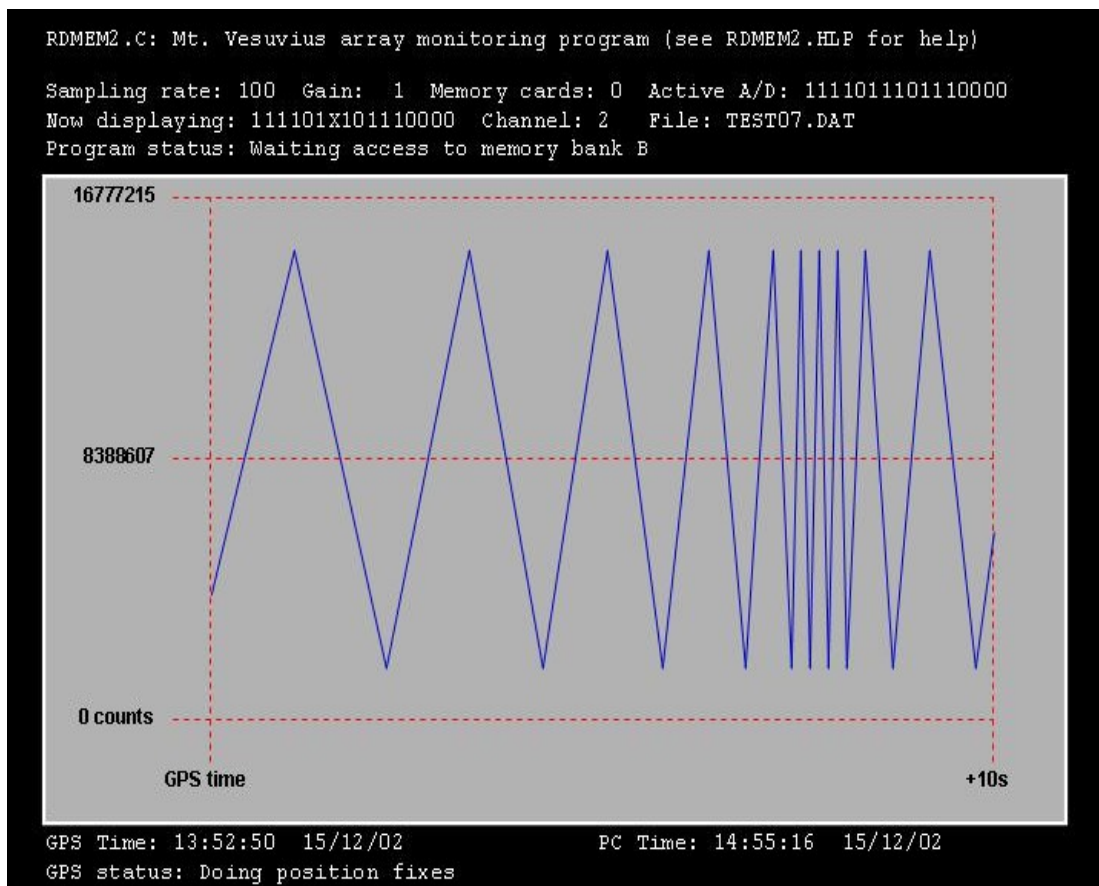 RDMEM2.C: Mt. Vesuvius array monitoring program (see RDMEM2.HLP for help)
Sampling rate: 100 Gain: 1 Memory cards: 0 Active A/D: 1111011101110000
Now displaying: 111101X101110000 Channel: 2 File: TEST07.DAT
Program status: Waiting access to memory bank B
16777215
8388607
0 counts
GPS time +10s
GPS Time: 13:52:50 15/12/02 PC Time: 14:55:16 15/12/02
GPS status: Doing position fixes